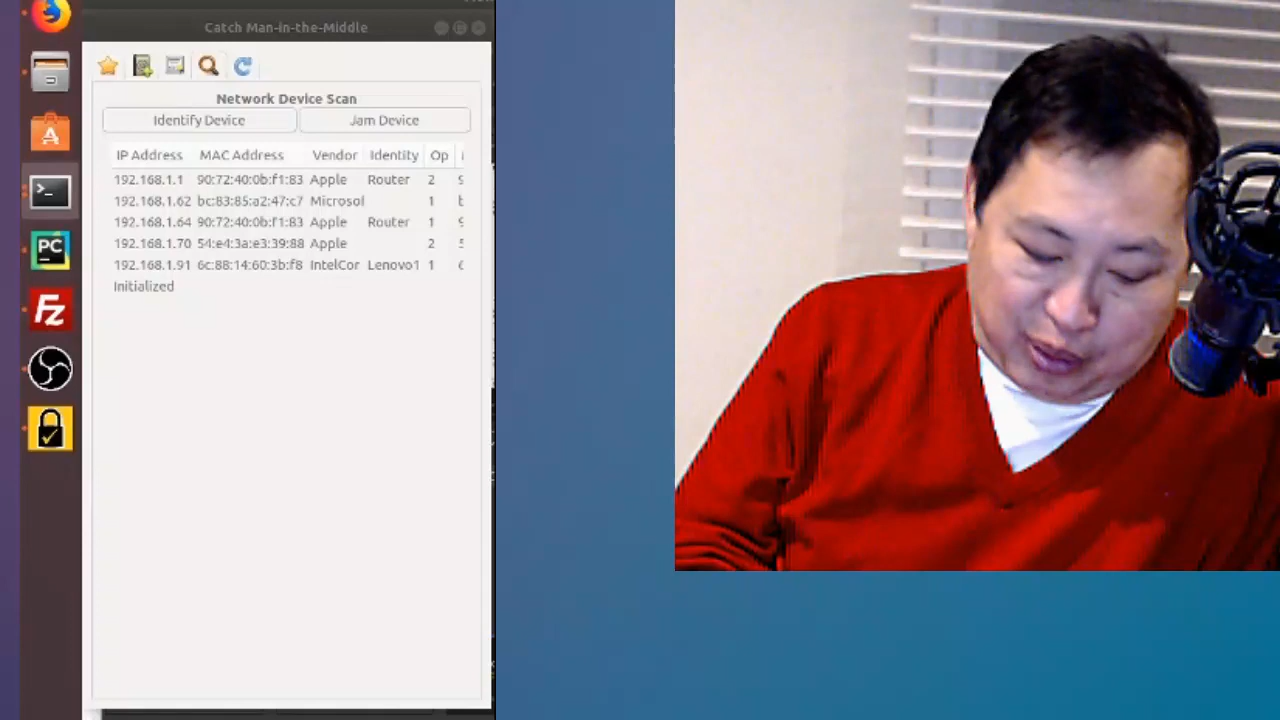 Catch Man-in-the-Middle
Network Device Scan
Identify Device Jam Device
IP Address MAC Address Vendor Identity Op
192.168.1.1 90:72:40:0b:f1:83 Apple Router 2
192.168.1.62 bc:83:85:a2:47:c7 Microsol 1
192.168.1.64 90:72:40:0b:f1:83 Apple Router 1
192.168.1.70 54:e4:3a:e3:39:88 Apple 2
192.168.1.91 6c:88:14:60:3b:f8 IntelCor Lenovo1 1
Initialized
A
>_
PC
FZ